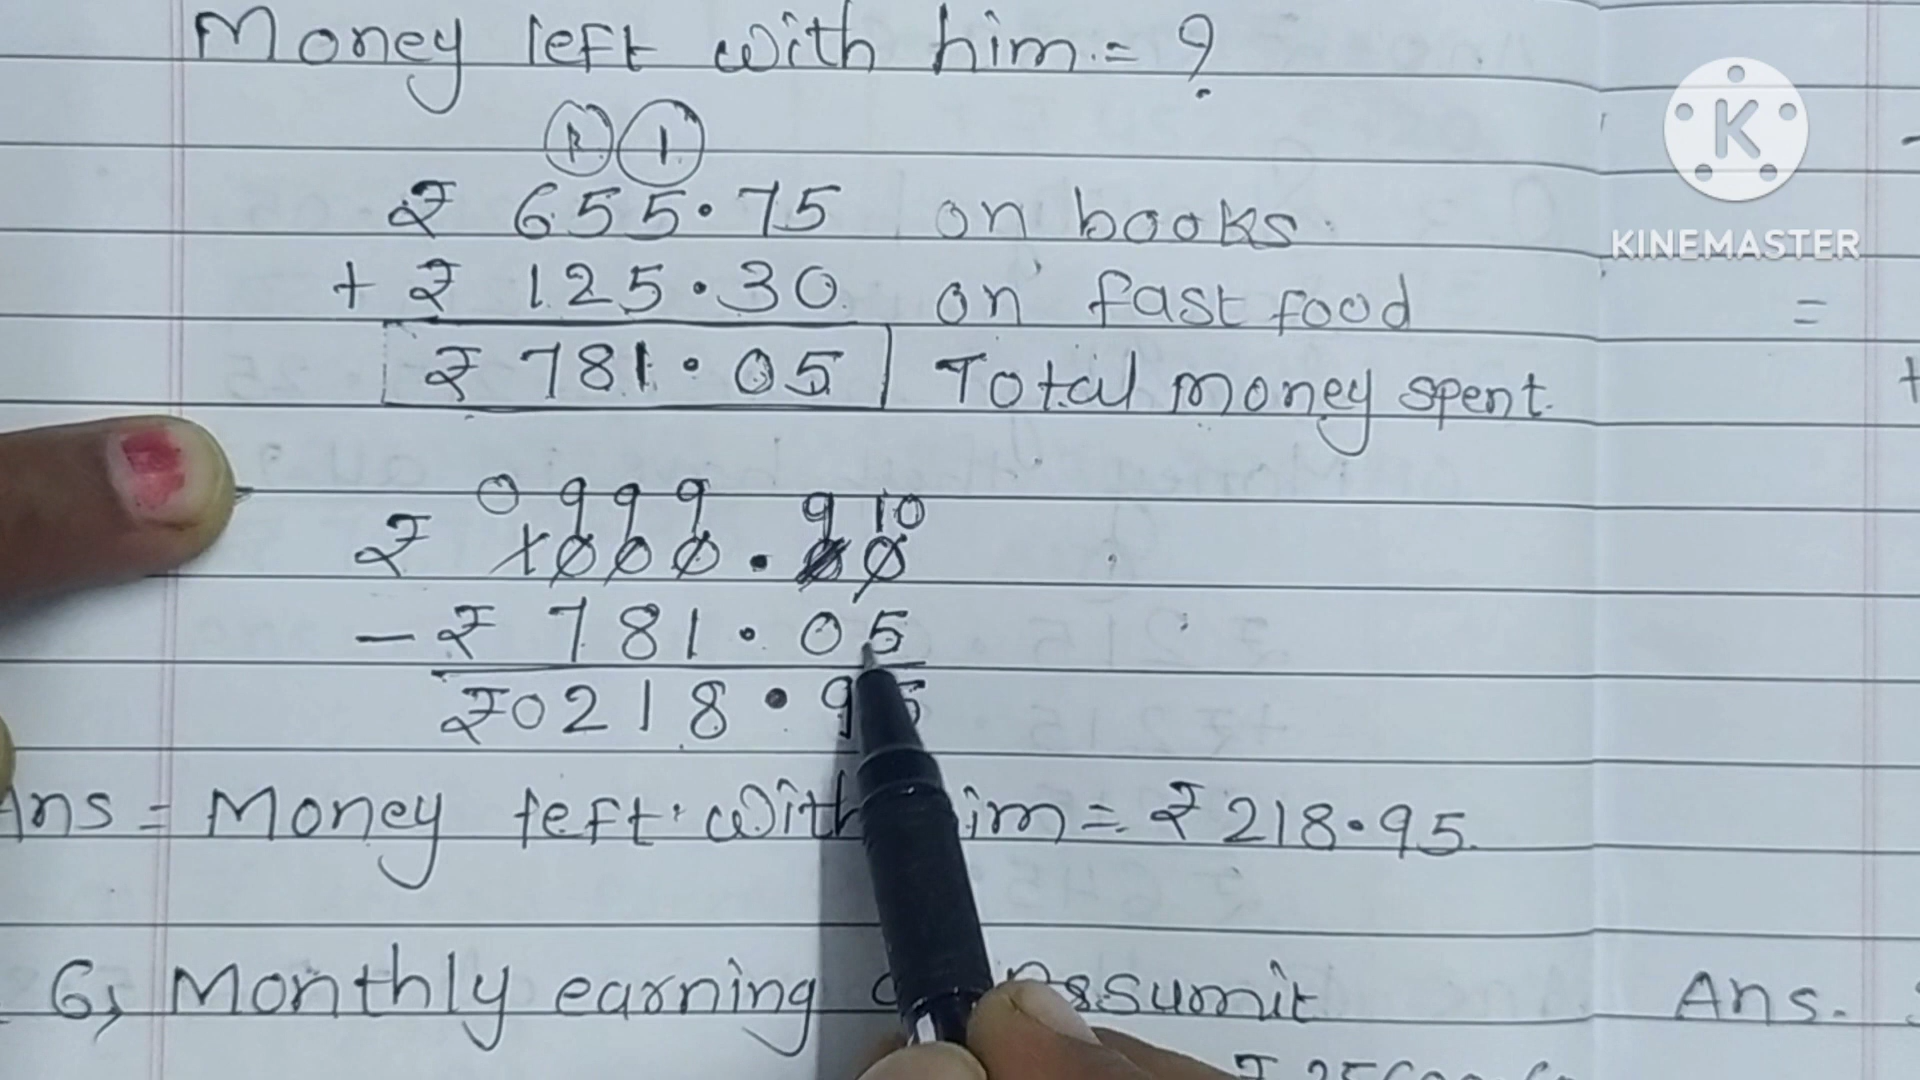 Money left with him = ?
1 1
₹ 655.75 on books.
+ ₹ 125.30 on fast food
₹ 781.05 Total money spent.
0 9 9 9 9 10
₹ 1000.00
- ₹ 781.05
₹0218.95
Ans = Money left with him = ₹218.95.
6, Monthly earning
Ans.
K
KINEMASTER
=
+